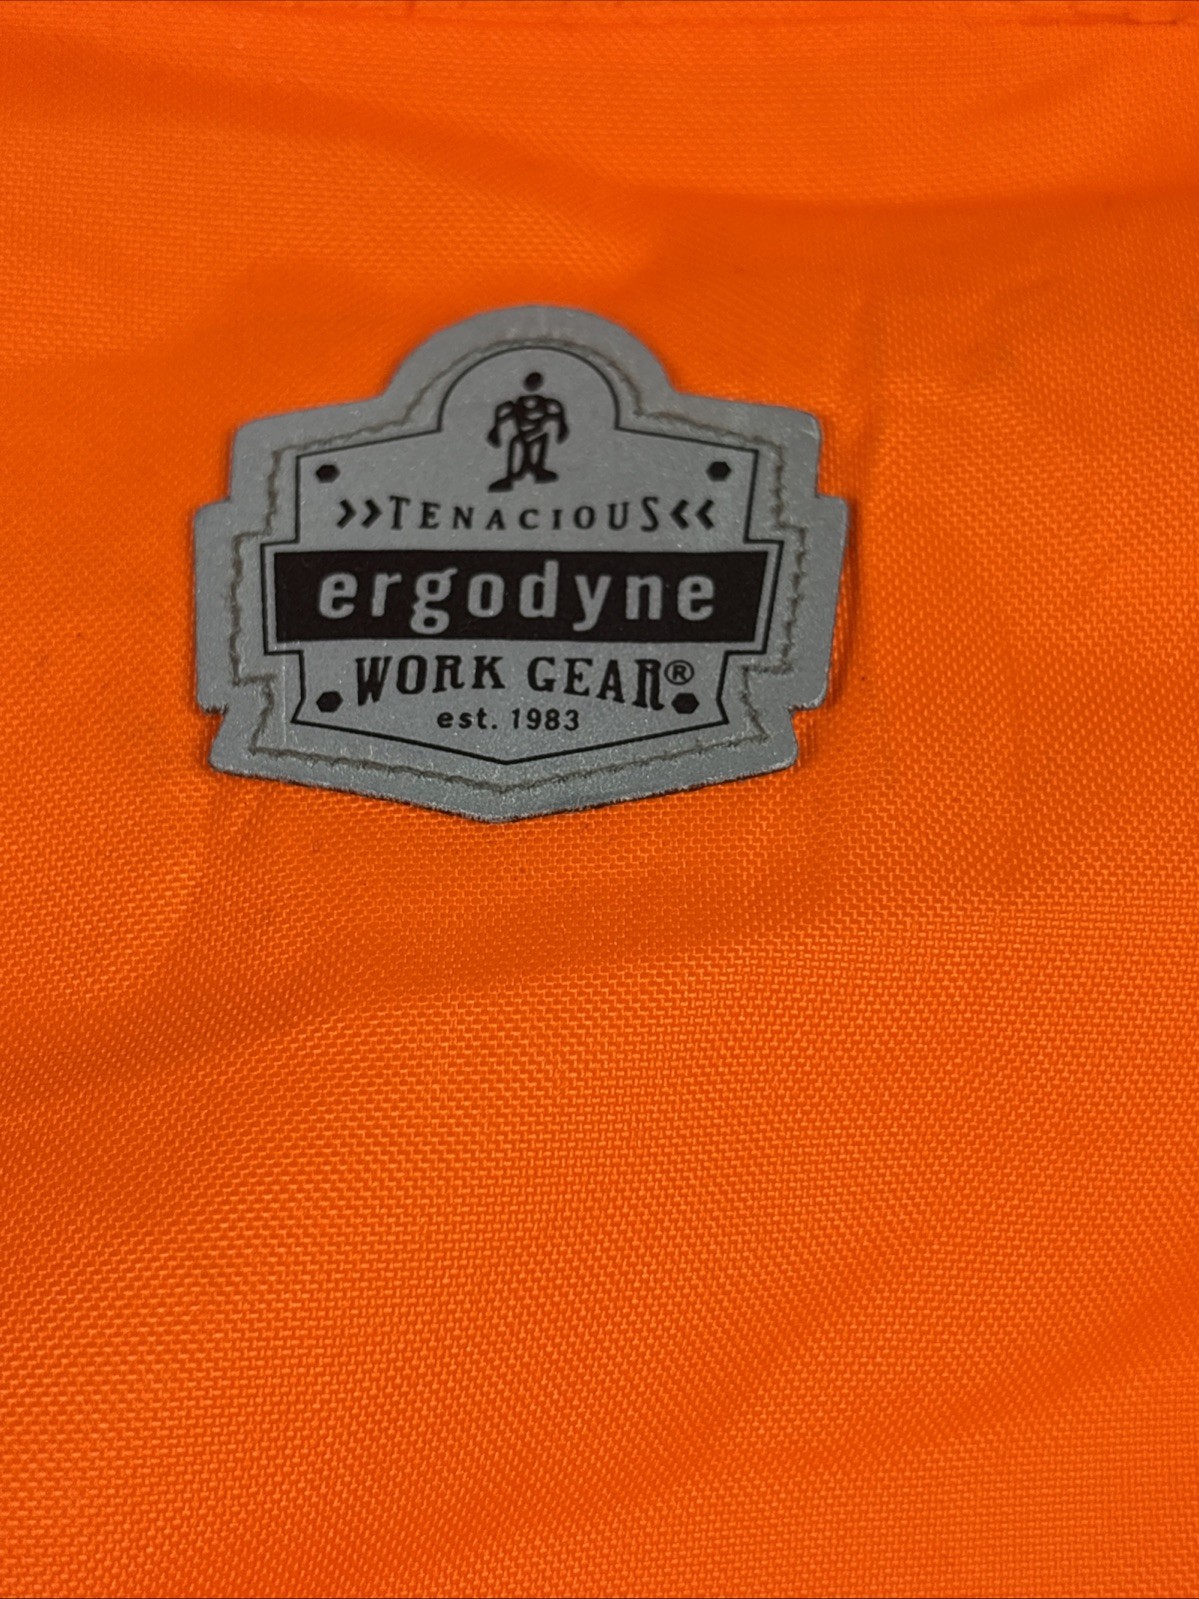 >>TENACIOUS<<
ergodyne
WORK GEAR®
est. 1983